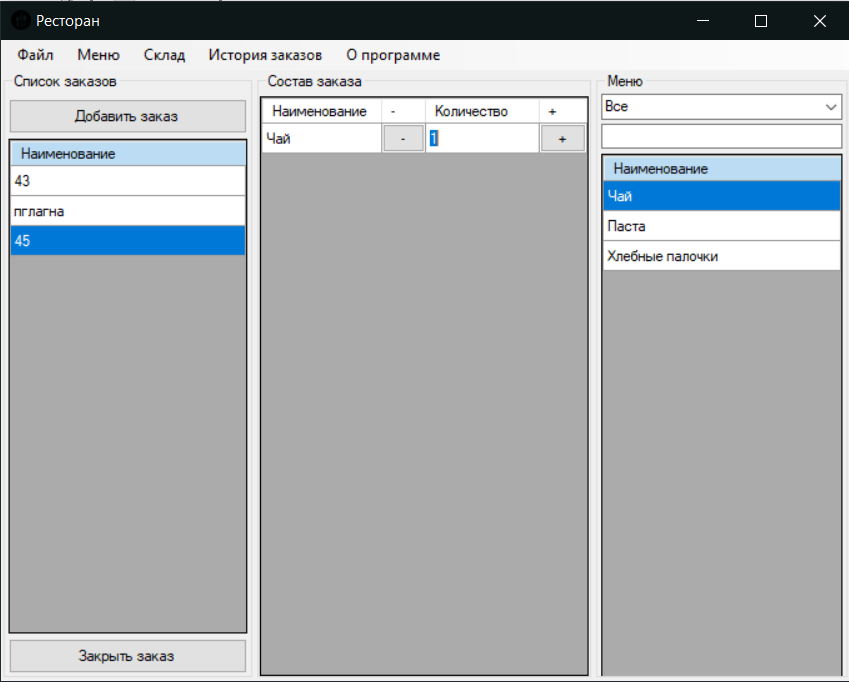 Ресторан
Файл Меню Склад История заказов О программе
Список заказов
Добавить заказ
Наименование
43
пглагна
45
Закрыть заказ
Состав заказа
Наименование - Количество +
Чай - 1 +
Меню
Все
Наименование
Чай
Паста
Хлебные палочки